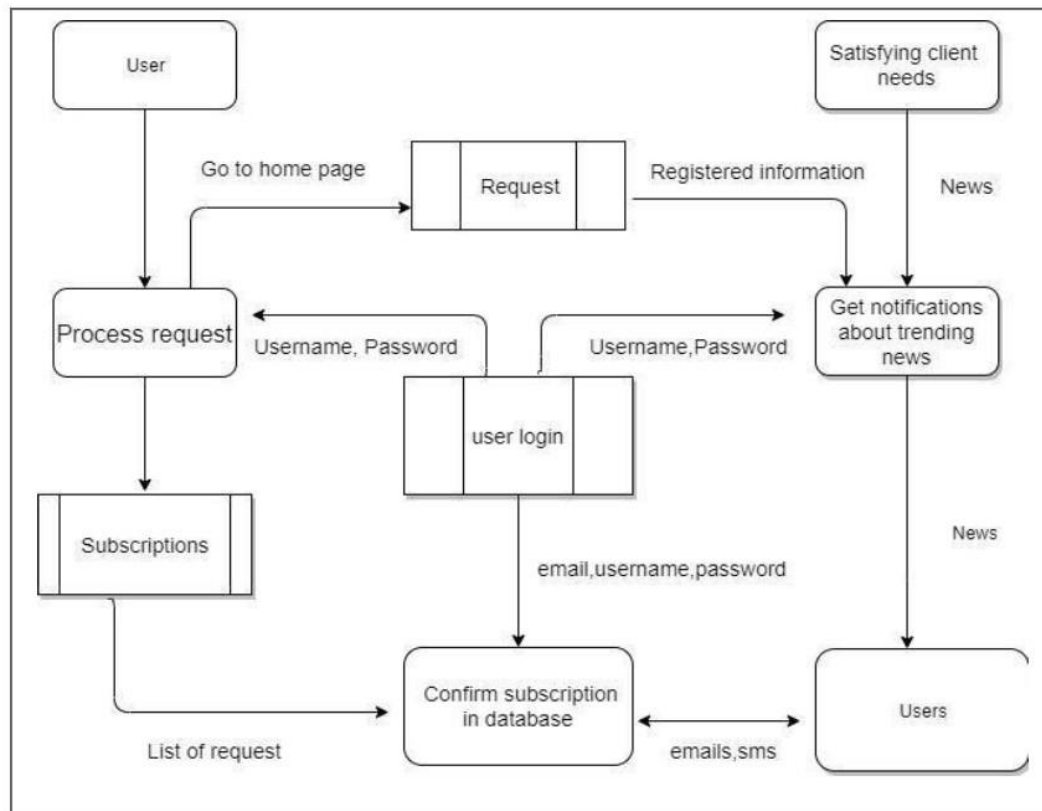 User
Satisfying client
needs
Go to home page
Request
Registered information
News
Process request
Get notifications
about trending
news
Username, Password
Username,Password
user login
Subscriptions
News
email,username,password
Confirm subscription
in database
Users
List of request
emails,sms